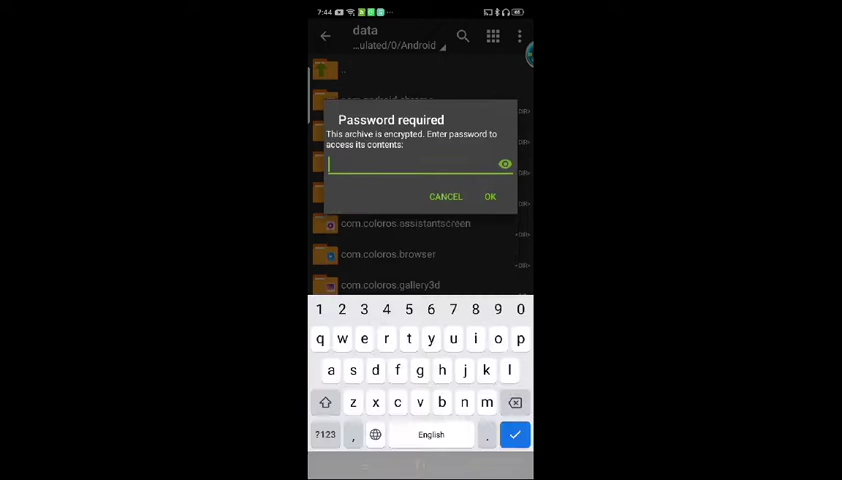 7:44
data
...ulated/0/Android
..
Password required
This archive is encrypted. Enter password to
access its contents:
CANCEL OK
com.coloros.assistantscreen
<DIR>
com.coloros.browser
<DIR>
com.coloros.gallery3d
1 2 3 4 5 6 7 8 9 0
q w e r t y u i o p
a s d f g h j k l
z x c v b n m
?123 , English .